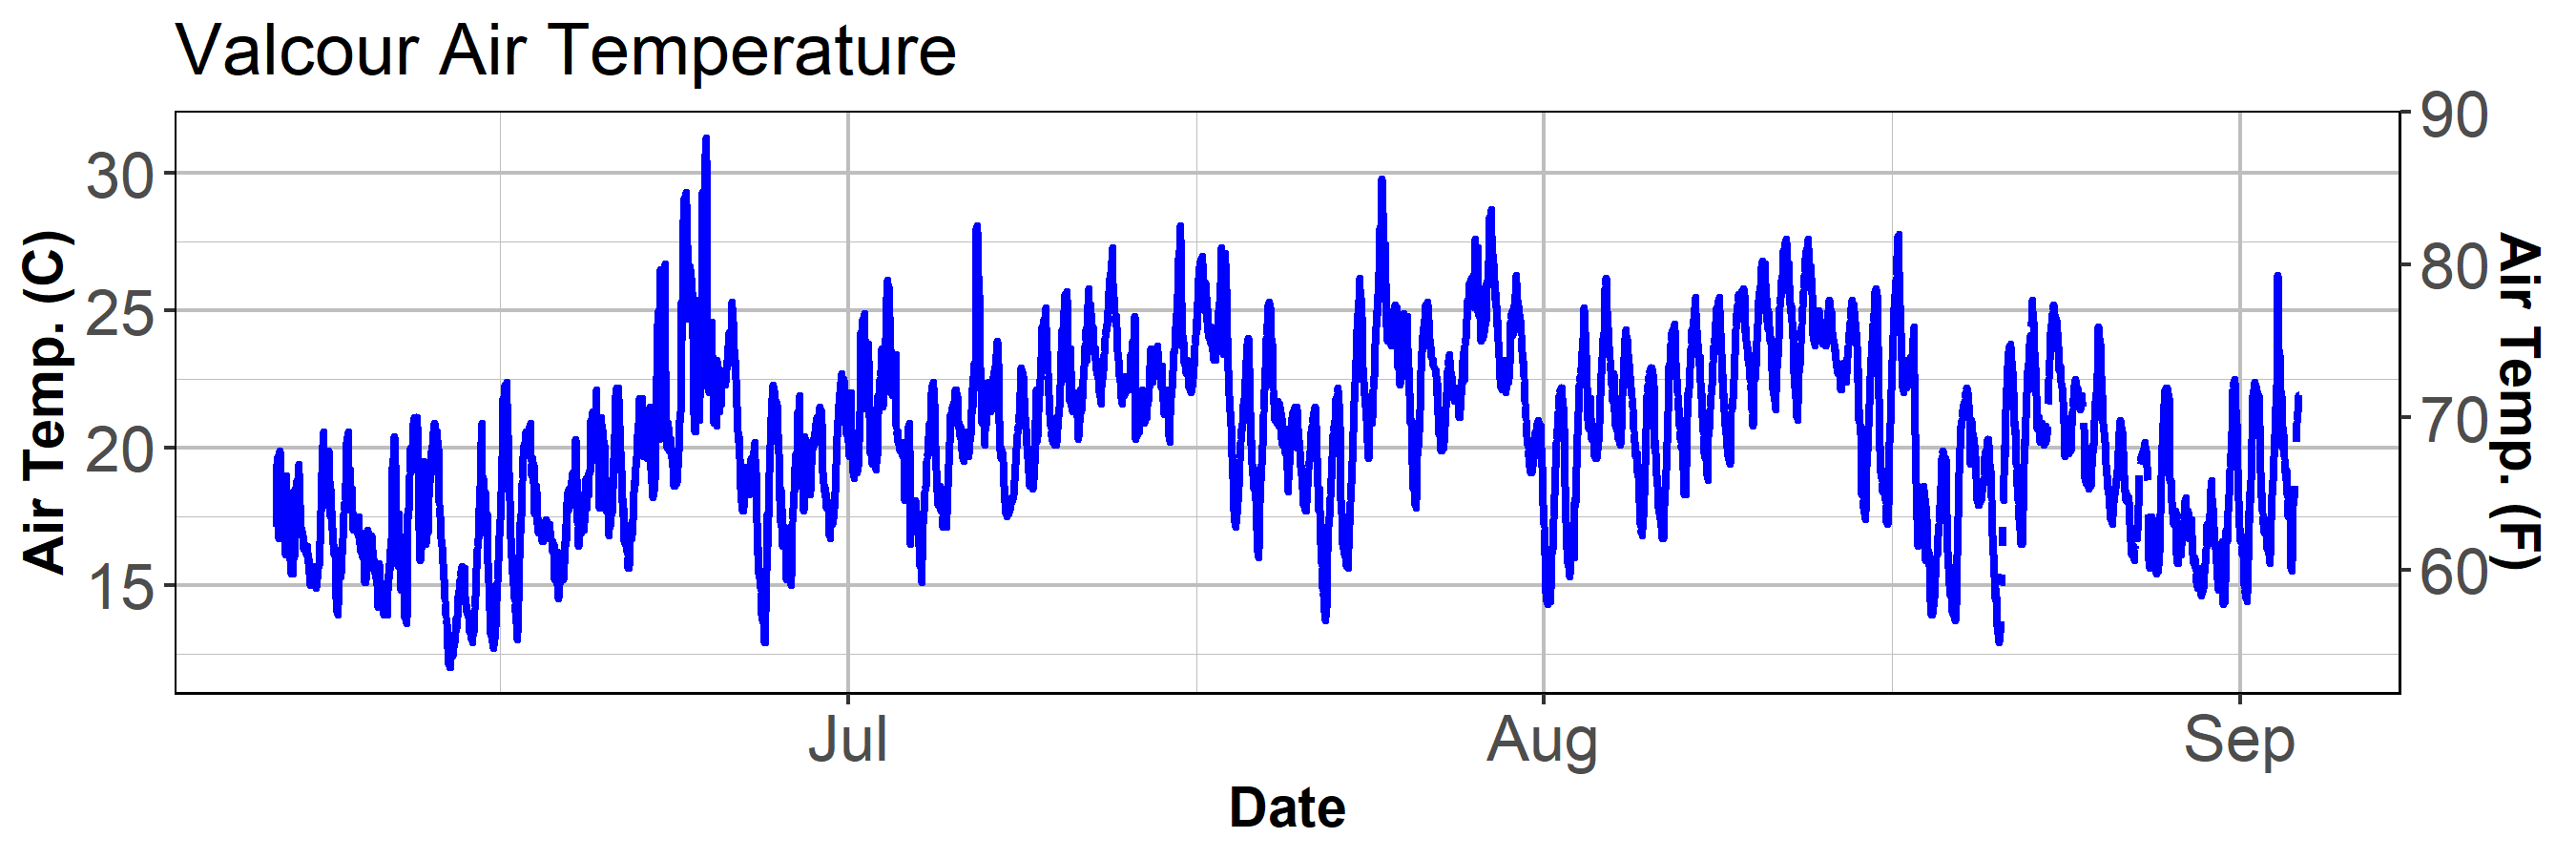 Valcour Air Temperature
Air Temp. (C)
30
25
20
15
90
80
70
60
Air Temp. (F)
Jul
Aug
Sep
Date